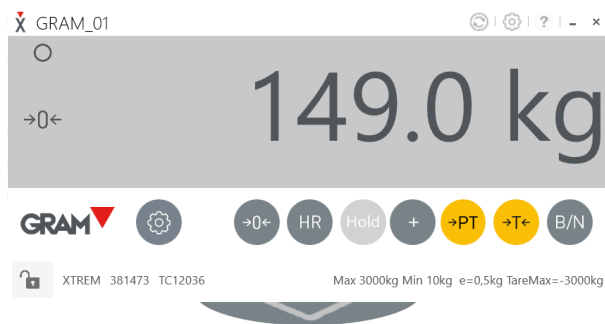 GRAM_01
149.0 kg
→0←
GRAM
→0← HR Hold + →PT →T← B/N
XTREM 381473 TC12036 Max 3000kg Min 10kg e=0,5kg TareMax=-3000kg